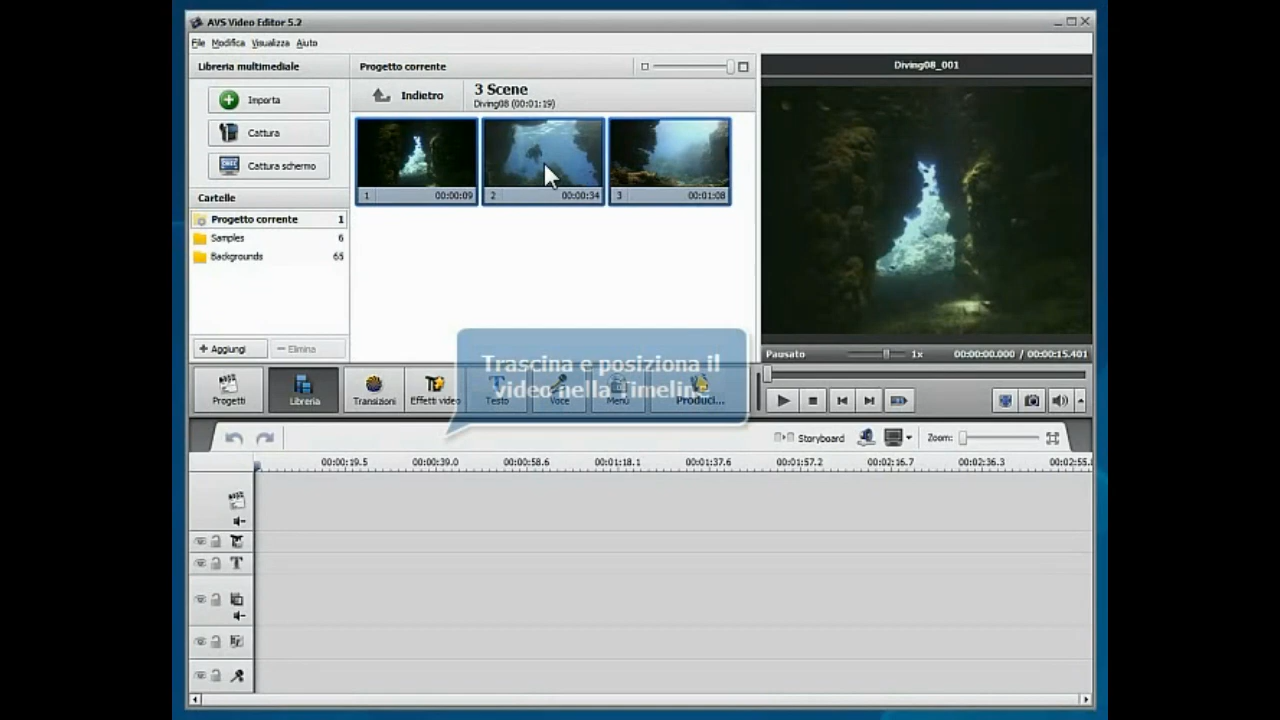 AVS Video Editor 5.2
File Modifica Visualizza Aiuto
Libreria multimediale
Progetto corrente
Diving08_001
Importa
Cattura
Cattura schermo
Indietro
3 Scene
Diving08 (00:01:19)
1 00:00:09
2 00:00:34
3 00:01:08
Cartelle
Progetto corrente 1
Samples 6
Backgrounds 65
Aggiungi
Elimina
Trascina e posiziona il
video nella Timeline
Pausato 1x 00:00:00.000 / 00:00:15.401
Progetti Libreria Transizioni Effetti video Testo Voce Menu Produci...
Storyboard Zoom:
00:00:19.5 00:00:39.0 00:00:58.6 00:01:18.1 00:01:37.6 00:01:57.2 00:02:16.7 00:02:36.3 00:02:55.